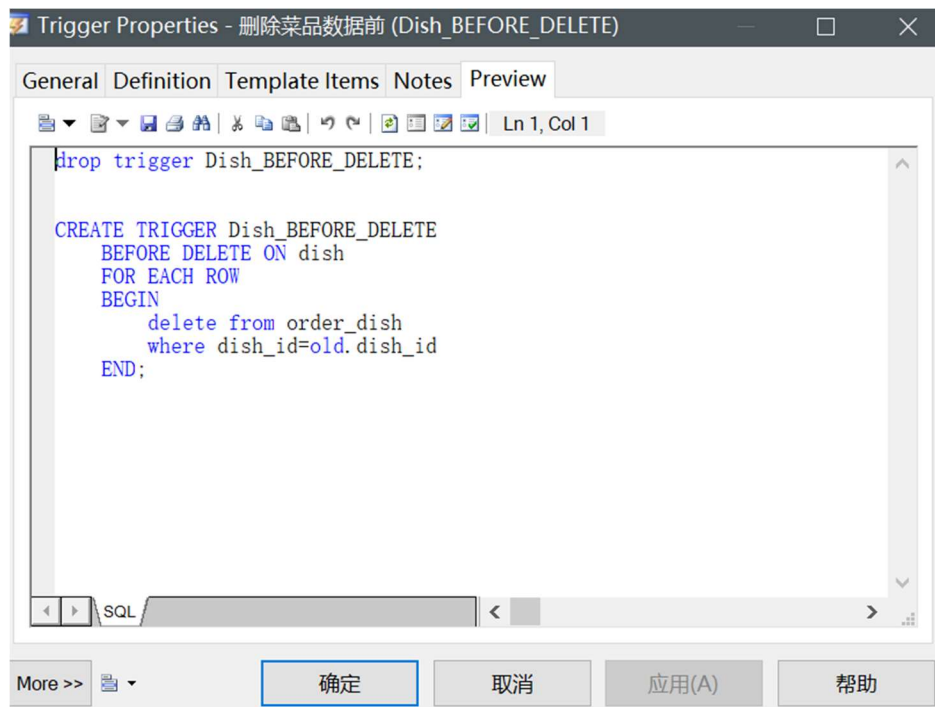 Trigger Properties - 删除菜品数据前 (Dish_BEFORE_DELETE)
General Definition Template Items Notes Preview
Ln 1, Col 1
drop trigger Dish_BEFORE_DELETE;
CREATE TRIGGER Dish_BEFORE_DELETE
BEFORE DELETE ON dish
FOR EACH ROW
BEGIN
delete from order_dish
where dish_id=old.dish_id
END;
SQL
More >> 确定 取消 应用(A) 帮助